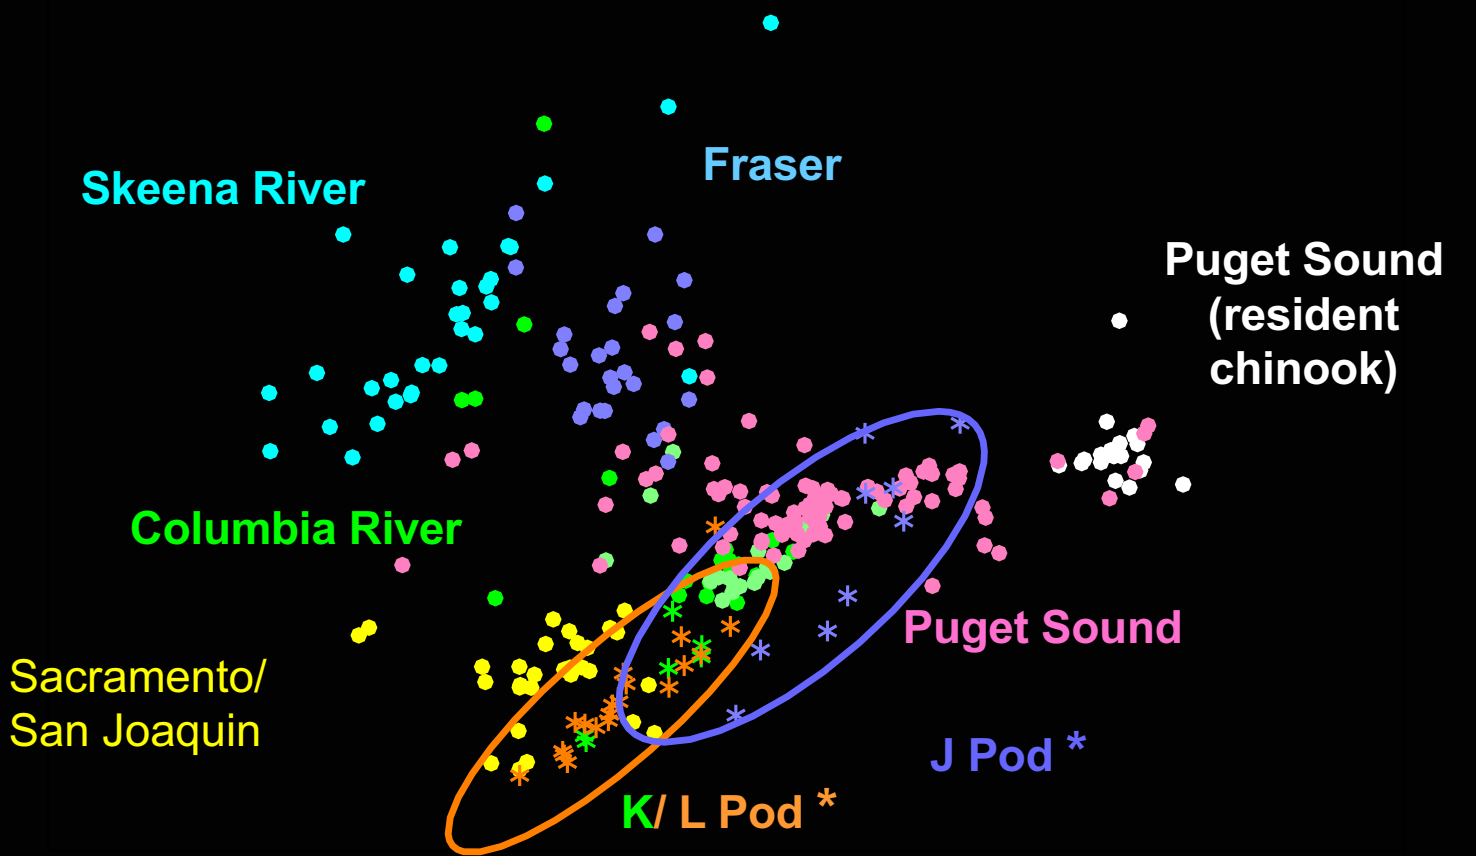 Fraser
Skeena River
Puget Sound
(resident
chinook)
Columbia River
Puget Sound
Sacramento/
San Joaquin
J Pod *
K/ L Pod *